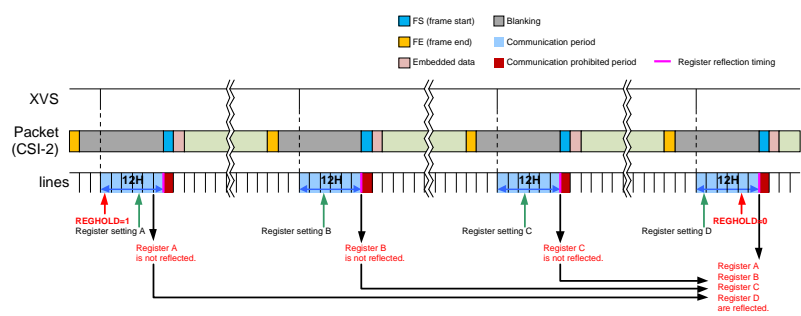 FS (frame start)
Blanking
FE (frame end)
Communication period
Embedded data
Communication prohibited period
Register reflection timing
XVS
Packet
(CSI-2)
lines
12H
12H
12H
12H
REGHOLD=1
REGHOLD=0
Register setting A
Register setting B
Register setting C
Register setting D
Register A
is not reflected.
Register B
is not reflected.
Register C
is not reflected.
Register A
Register B
Register C
Register D
are reflected.